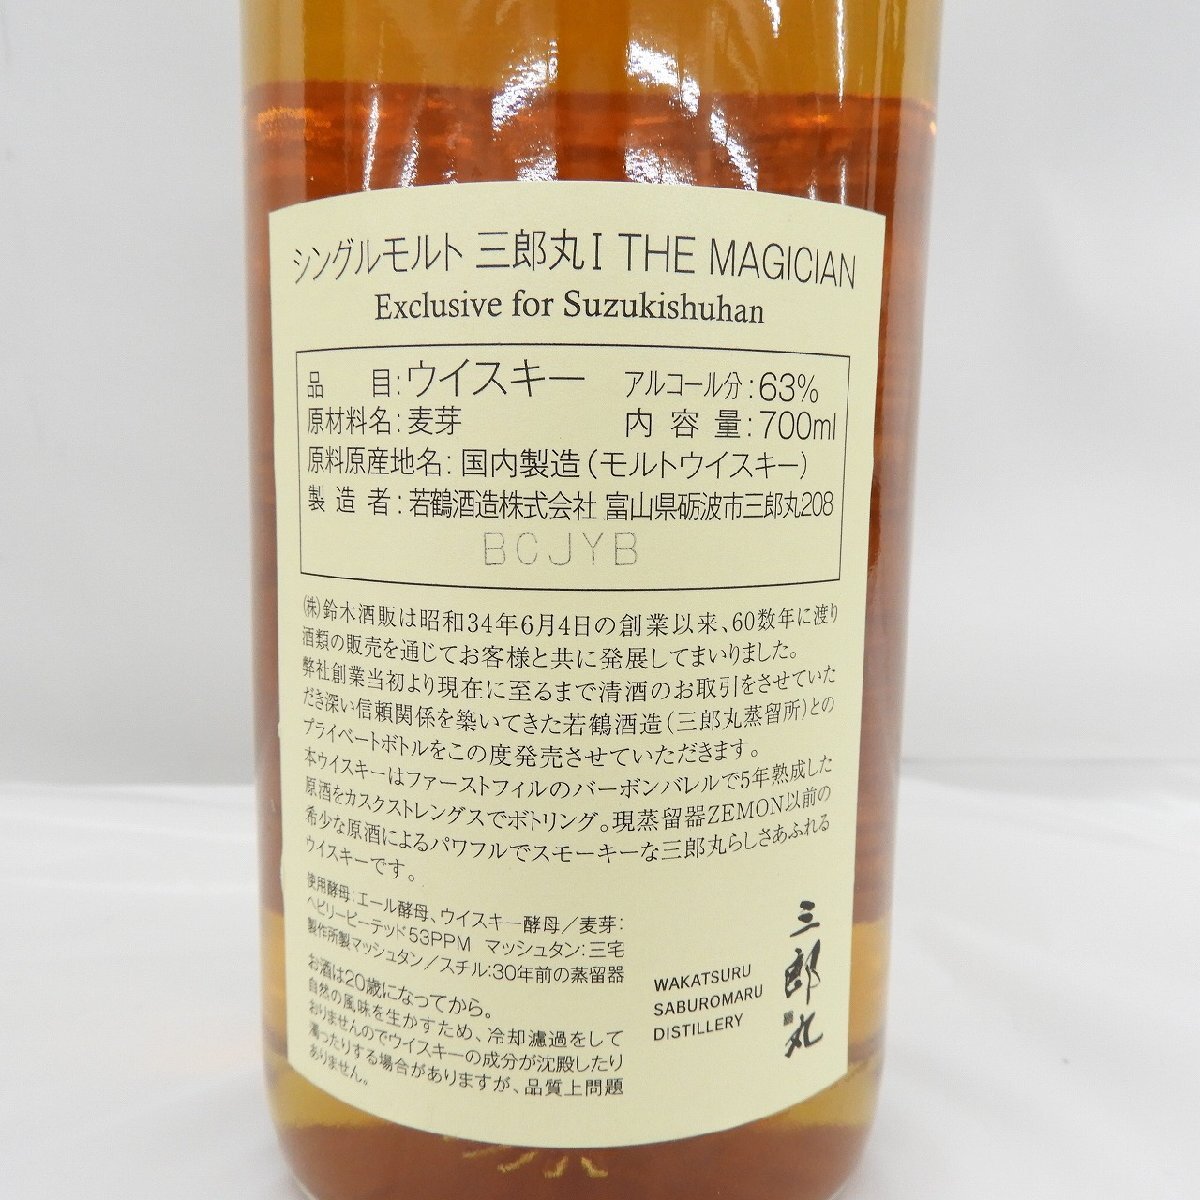 シングルモルト 三郎丸Ⅰ THE MAGICIAN
Exclusive for Suzukishuhan
品　目:ウイスキー　アルコール分:63%
原材料名:麦芽　内容量:700ml
原料原産地名:国内製造(モルトウイスキー)
製造者:若鶴酒造株式会社 富山県砺波市三郎丸208
BCJYB
(株)鈴木酒販は昭和34年6月4日の創業以来、60数年に渡り
酒類の販売を通じてお客様と共に発展してまいりました。
弊社創業当初より現在に至るまで清酒のお取引をさせていた
だき深い信頼関係を築いてきた若鶴酒造(三郎丸蒸留所)との
プライベートボトルをこの度発売させていただきます。
本ウイスキーはファーストフィルのバーボンバレルで5年熟成した
原酒をカスクストレングスでボトリング。現蒸留器ZEMON以前の
希少な原酒によるパワフルでスモーキーな三郎丸らしさあふれる
ウイスキーです。
使用酵母:エール酵母、ウイスキー酵母/麦芽:
ヘビリーピーテッド53PPM マッシュタン:三宅
製作所製マッシュタン/スチル:30年前の蒸留器
お酒は20歳になってから。
自然の風味を生かすため、冷却濾過をして
おりませんのでウイスキーの成分が沈殿したり
濁ったりする場合がありますが、品質上問題
ありません。
WAKATSURU
SABUROMARU
DISTILLERY
三郎丸